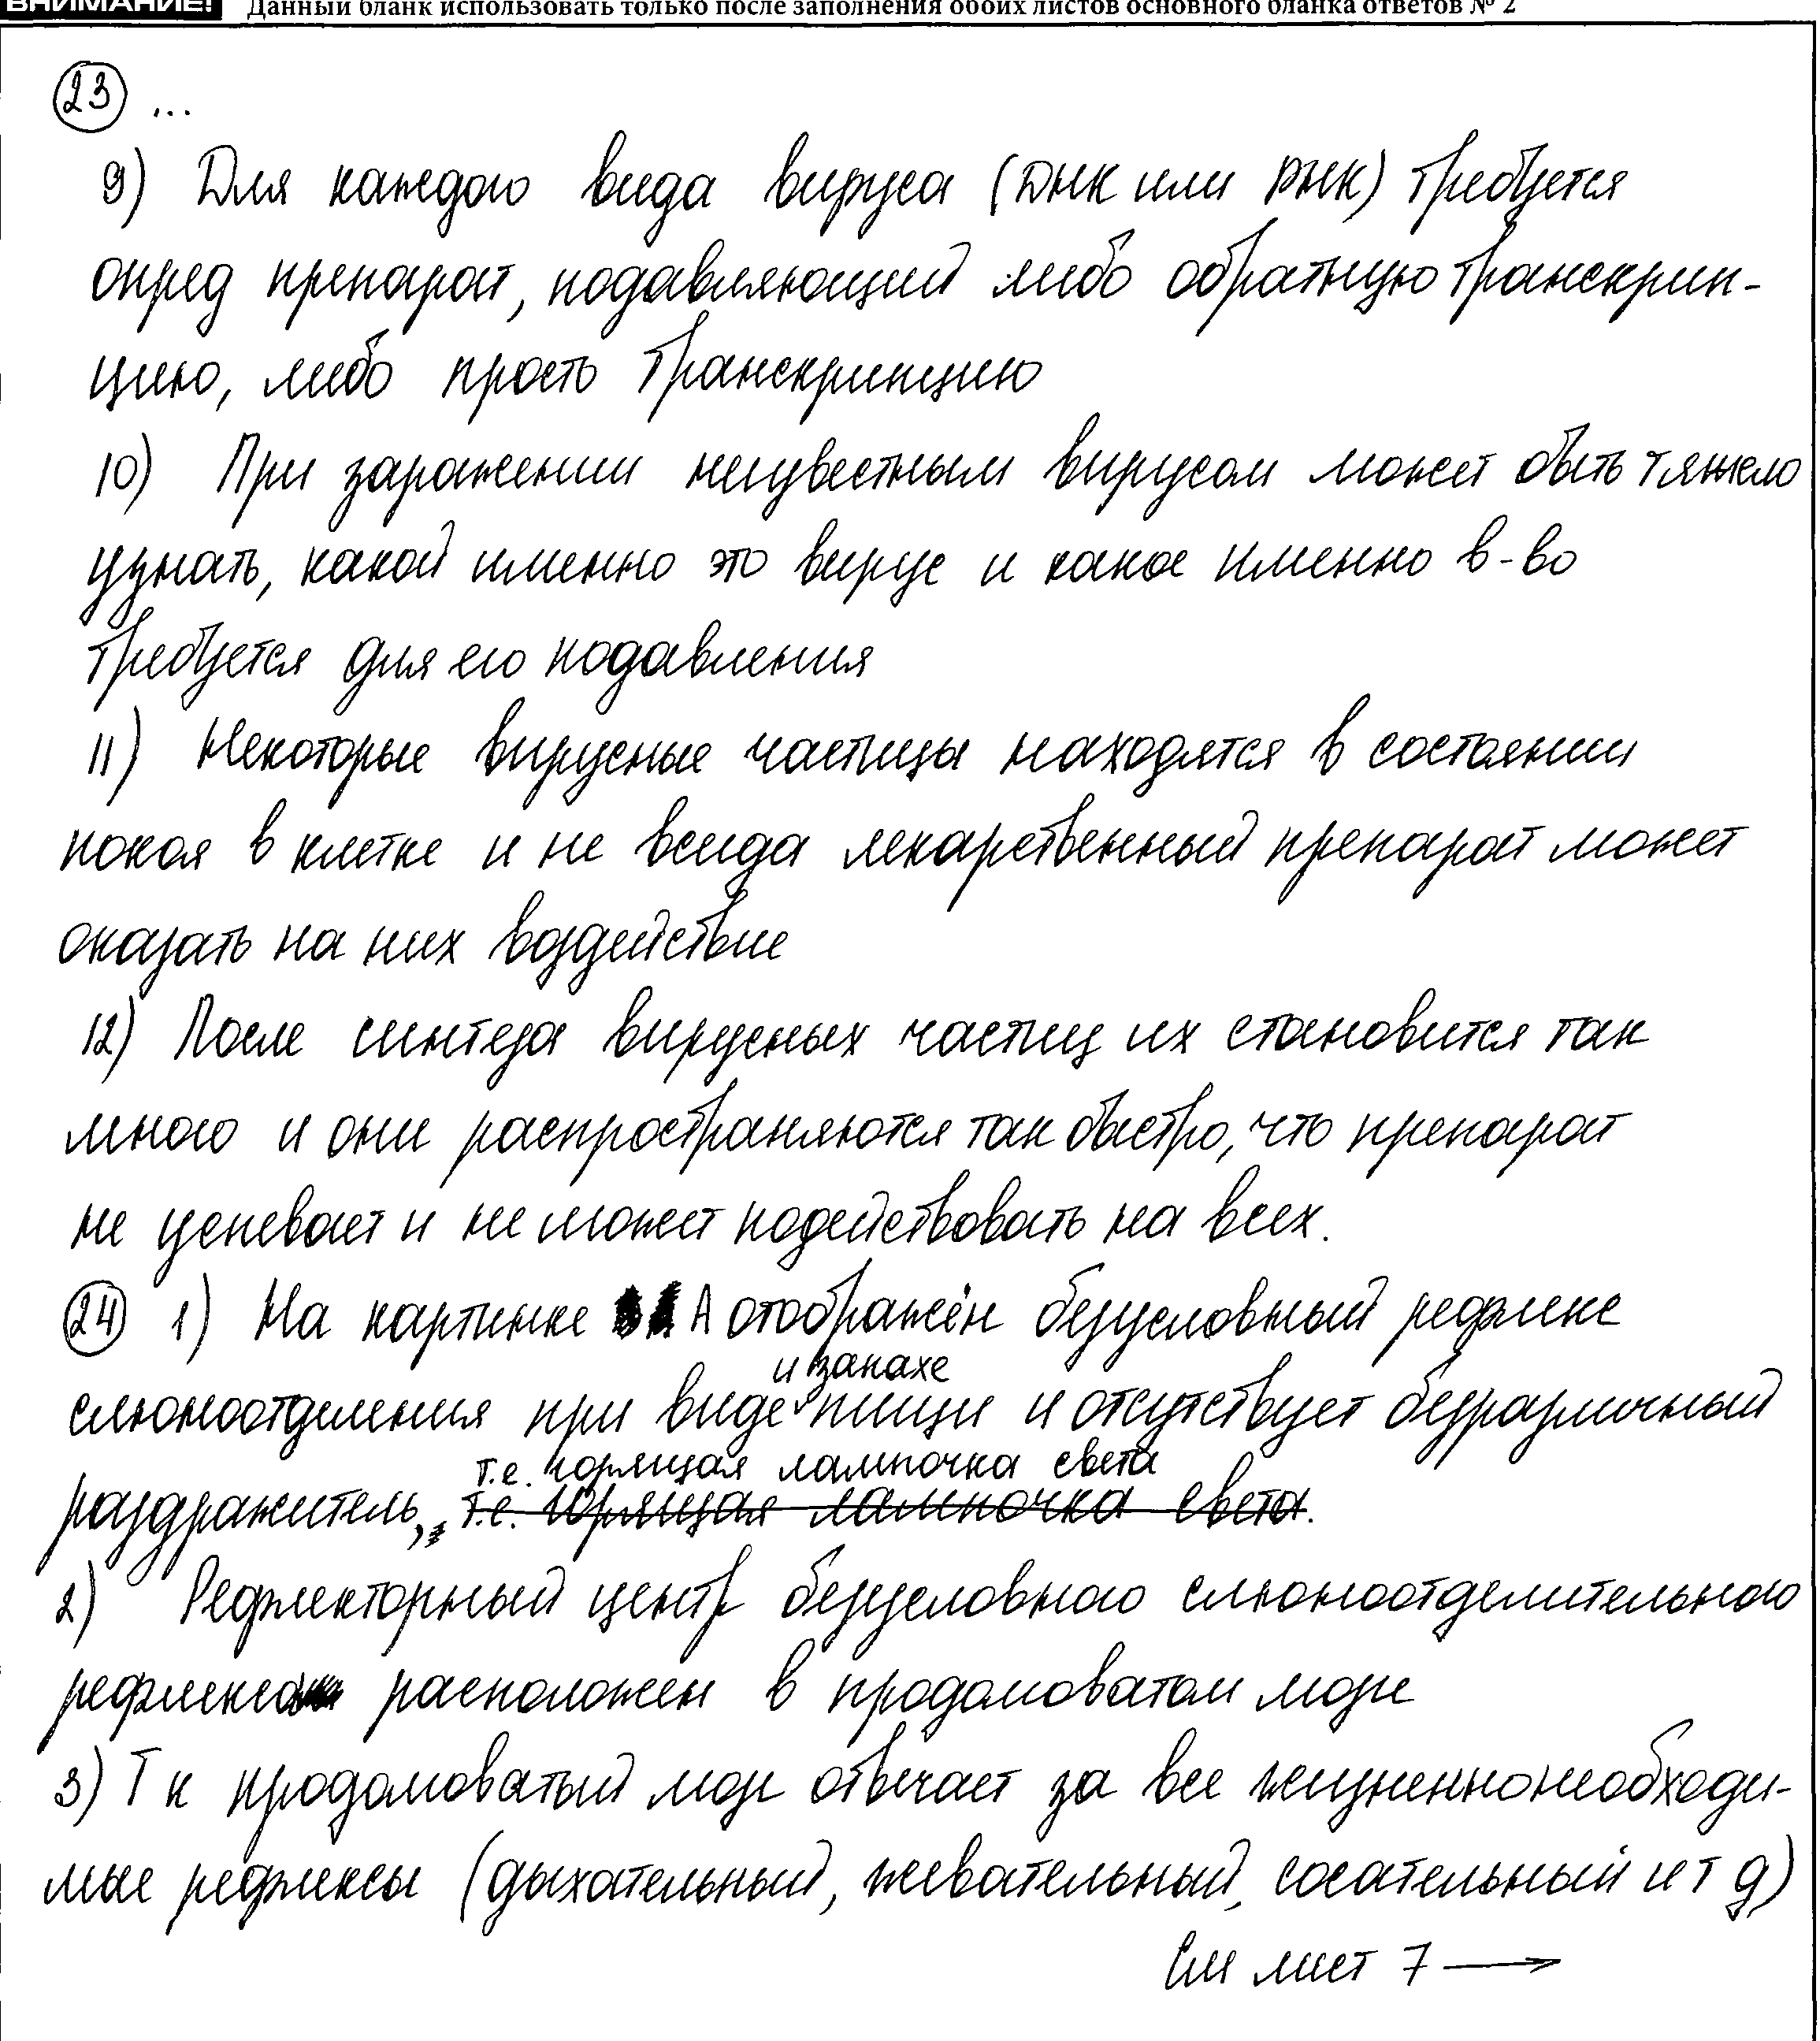 ВНИМАНИЕ! Данный бланк использовать только после заполнения обоих листов основного бланка ответов № 2
23 ...
9) Для каждого вида вируса (ДНК или РНК) требуется
опред препарат, подавляющий либо обратную транскрип-
цию, либо прость транскрипцию
10) При заражении неизвестным вирусом может быть тяжело
узнать, какой именно это вирус и какое именно в-во
требуется для его подавления
11) Некоторые вирусные частицы находятся в состоянии
покоя в клетке и не всегда лекарственный препарат может
оказать на них воздействие
12) После синтеза вирусных частиц их становится так
много и они распространяются так быстро, что препарат
не успевает и не может подействовать на всех.
24 1) На картинке А отображён безусловный рефлекс
и запахе
слюноотделения при виде пищи и отсутствует безразличный
т.е. горящая лампочка света
раздражитель, т.е. горящая лампочка света.
2) Рефлекторный центр безусловного слюноотделительного
рефлекса расположен в продолговатом мозге
3) Т к продолговатый мозг отвечает за все жизненнонеобходи-
мые рефлексы (дыхательный, жевательный, сосательный и т д)
См лист 7 →